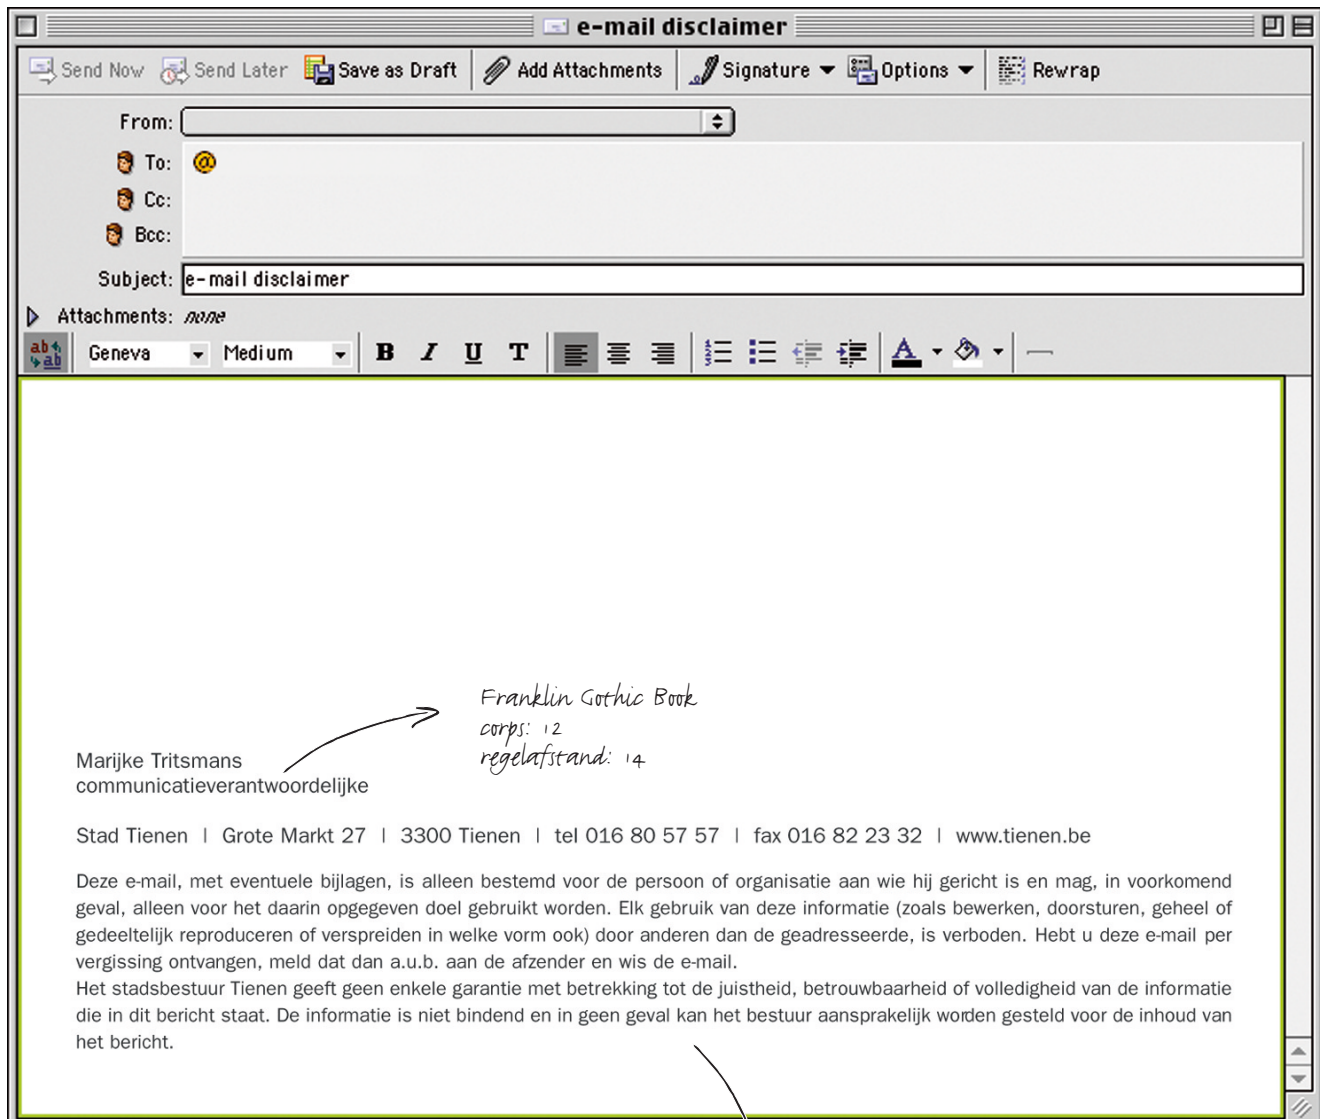 e-mail disclaimer
Send Now Send Later Save as Draft Add Attachments Signature Options Rewrap
From:
To: @
Cc:
Bcc:
Subject: e-mail disclaimer
Attachments: none
Geneva Medium B I U T A
Franklin Gothic Book
corps: 12
regelafstand: 14
Marijke Tritsmans
communicatieverantwoordelijke
Stad Tienen | Grote Markt 27 | 3300 Tienen | tel 016 80 57 57 | fax 016 82 23 32 | www.tienen.be
Deze e-mail, met eventuele bijlagen, is alleen bestemd voor de persoon of organisatie aan wie hij gericht is en mag, in voorkomend
geval, alleen voor het daarin opgegeven doel gebruikt worden. Elk gebruik van deze informatie (zoals bewerken, doorsturen, geheel of
gedeeltelijk reproduceren of verspreiden in welke vorm ook) door anderen dan de geadresseerde, is verboden. Hebt u deze e-mail per
vergissing ontvangen, meld dat dan a.u.b. aan de afzender en wis de e-mail.
Het stadsbestuur Tienen geeft geen enkele garantie met betrekking tot de juistheid, betrouwbaarheid of volledigheid van de informatie
die in dit bericht staat. De informatie is niet bindend en in geen geval kan het bestuur aansprakelijk worden gesteld voor de inhoud van
het bericht.